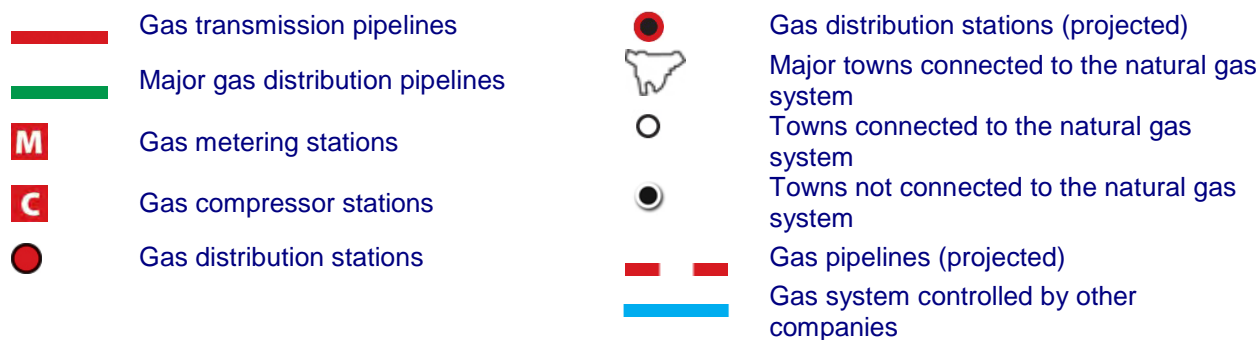 Gas transmission pipelines
Major gas distribution pipelines
M
Gas metering stations
C
Gas compressor stations
Gas distribution stations
Gas distribution stations (projected)
Major towns connected to the natural gas
system
Towns connected to the natural gas
system
Towns not connected to the natural gas
system
Gas pipelines (projected)
Gas system controlled by other
companies